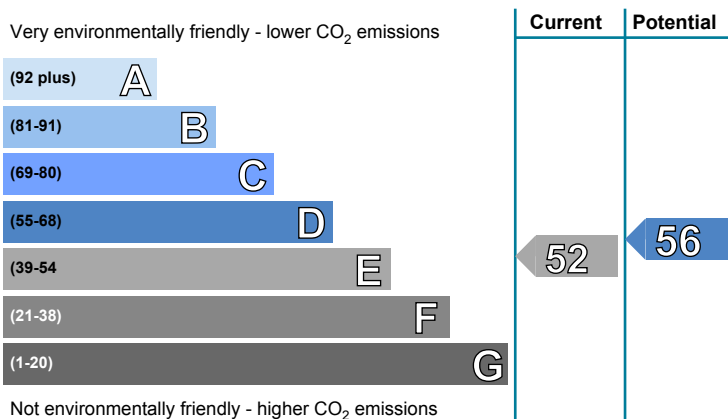 Current Potential
Very environmentally friendly - lower CO2 emissions
(92 plus) A
(81-91) B
(69-80) C
(55-68) D
(39-54 E
52 56
(21-38) F
(1-20) G
Not environmentally friendly - higher CO2 emissions